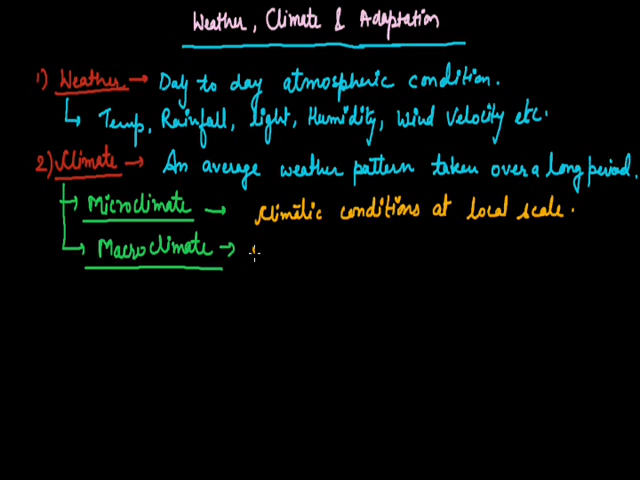 Weather, Climate & Adaptation
1) Weather → Day to day atmospheric condition.
↳ Temp, Rainfall, light, Humidity, Wind Velocity etc.
2) Climate → An average weather pattern taken over a long period.
→ Microclimate → Climatic conditions at local scale.
→ Macroclimate →